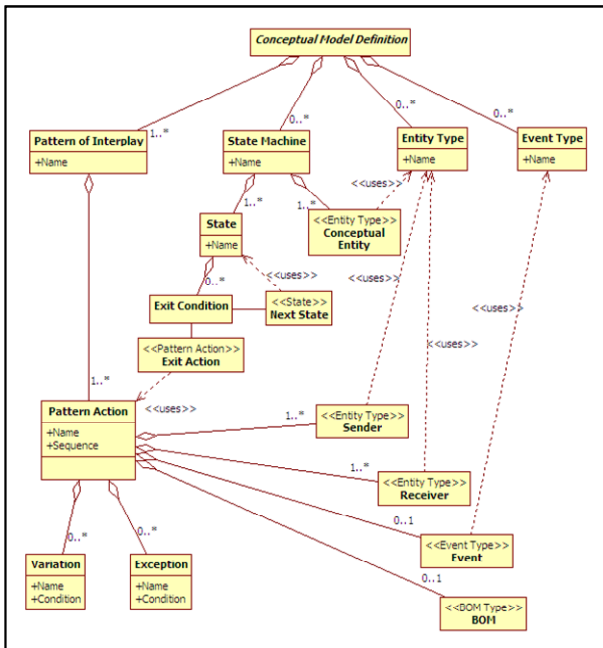 Conceptual Model Definition
1..*
0..*
0..*
0..*
Pattern of Interplay
+Name
State Machine
+Name
Entity Type
+Name
Event Type
+Name
<<uses>>
1..*
1..*
State
+Name
<<Entity Type>>
Conceptual
Entity
0..*
<<uses>>
<<uses>>
Exit Condition
<<State>>
Next State
<<uses>>
<<Pattern Action>>
Exit Action
<<uses>>
1..*
<<uses>>
Pattern Action
+Name
+Sequence
1..*
<<Entity Type>>
Sender
1..*
<<Entity Type>>
Receiver
0..1
<<Event Type>>
Event
0..*
0..*
Variation
+Name
+Condition
Exception
+Name
+Condition
0..1
<<BOM Type>>
BOM